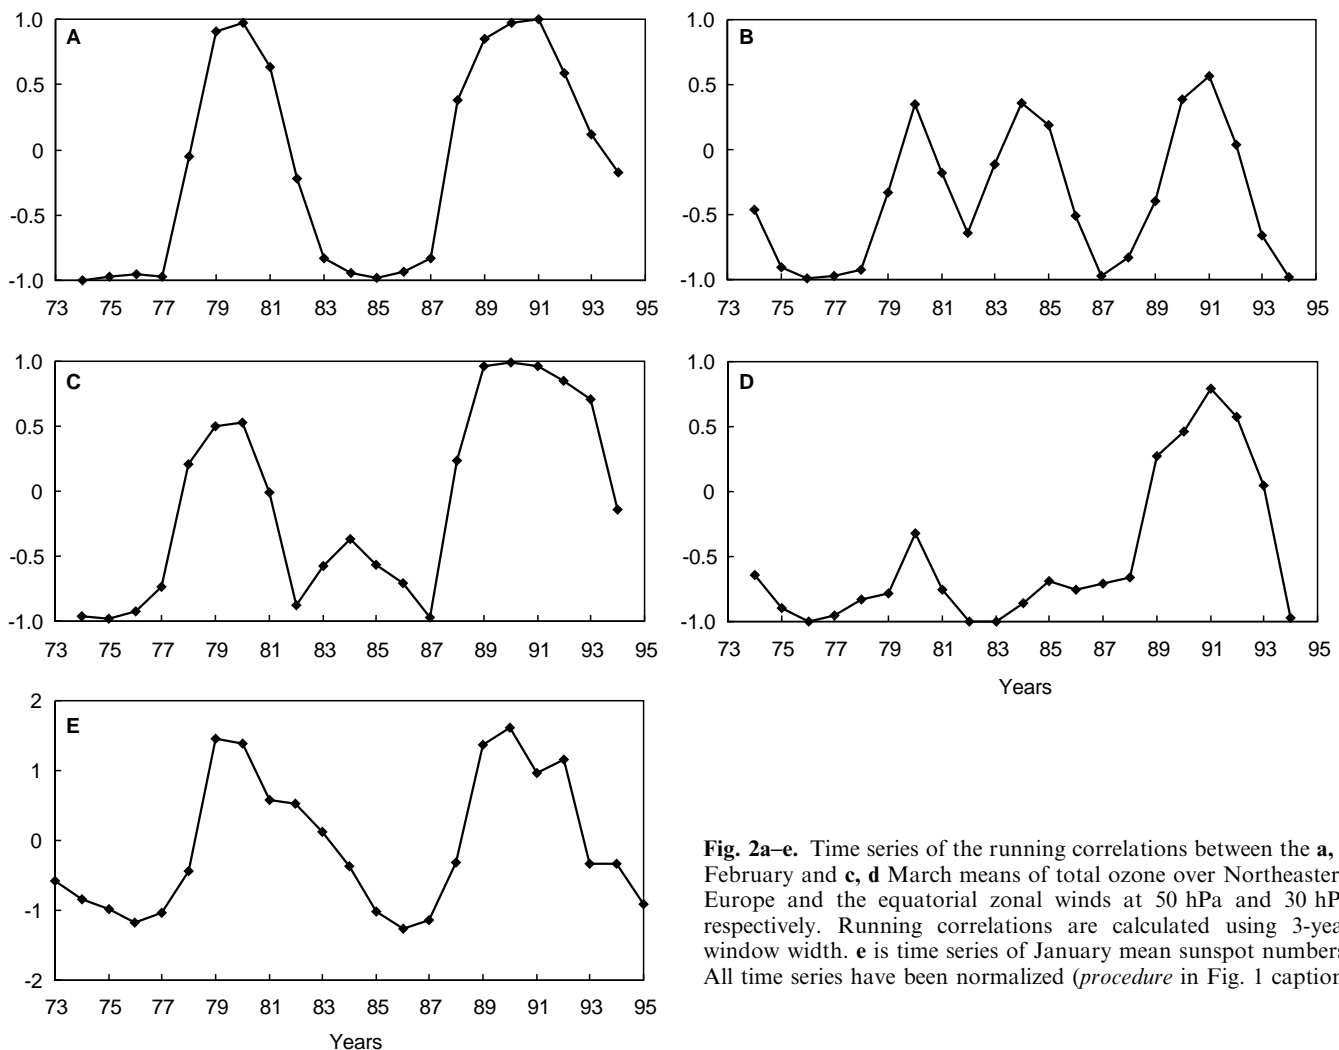 A
1.0
0.5
0
-0.5
-1.0
73 75 77 79 81 83 85 87 89 91 93 95
B
1.0
0.5
0
-0.5
-1.0
73 75 77 79 81 83 85 87 89 91 93 95
C
1.0
0.5
0
-0.5
-1.0
73 75 77 79 81 83 85 87 89 91 93 95
D
1.0
0.5
0
-0.5
-1.0
73 75 77 79 81 83 85 87 89 91 93 95
Years
E
2
1
0
-1
-2
73 75 77 79 81 83 85 87 89 91 93 95
Years
Fig. 2a–e. Time series of the running correlations between the a,
February and c, d March means of total ozone over Northeaster
Europe and the equatorial zonal winds at 50 hPa and 30 hP
respectively. Running correlations are calculated using 3-yea
window width. e is time series of January mean sunspot numbers
All time series have been normalized (procedure in Fig. 1 caption